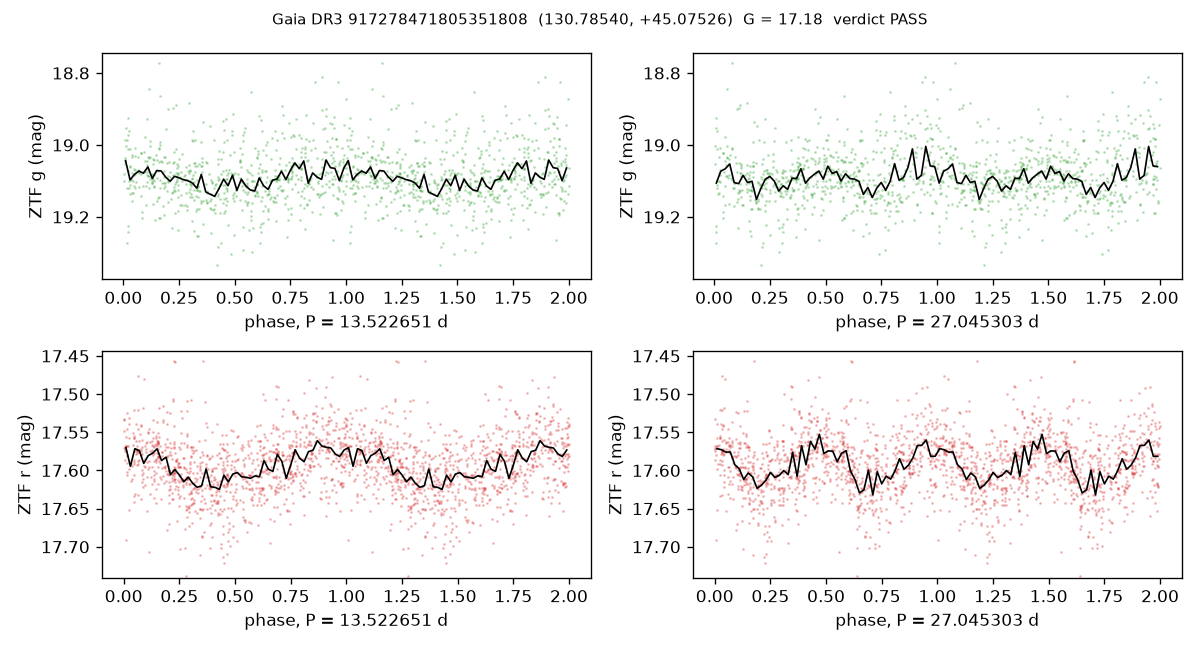 Gaia DR3 917278471805351808 (130.78540, +45.07526) G = 17.18 verdict PASS
18.8
19.0
19.2
ZTF g (mag)
0.00 0.25 0.50 0.75 1.00 1.25 1.50 1.75 2.00
phase, P = 13.522651 d
18.8
19.0
19.2
ZTF g (mag)
0.00 0.25 0.50 0.75 1.00 1.25 1.50 1.75 2.00
phase, P = 27.045303 d
17.45
17.50
17.55
17.60
17.65
17.70
ZTF r (mag)
0.00 0.25 0.50 0.75 1.00 1.25 1.50 1.75 2.00
phase, P = 13.522651 d
17.45
17.50
17.55
17.60
17.65
17.70
ZTF r (mag)
0.00 0.25 0.50 0.75 1.00 1.25 1.50 1.75 2.00
phase, P = 27.045303 d